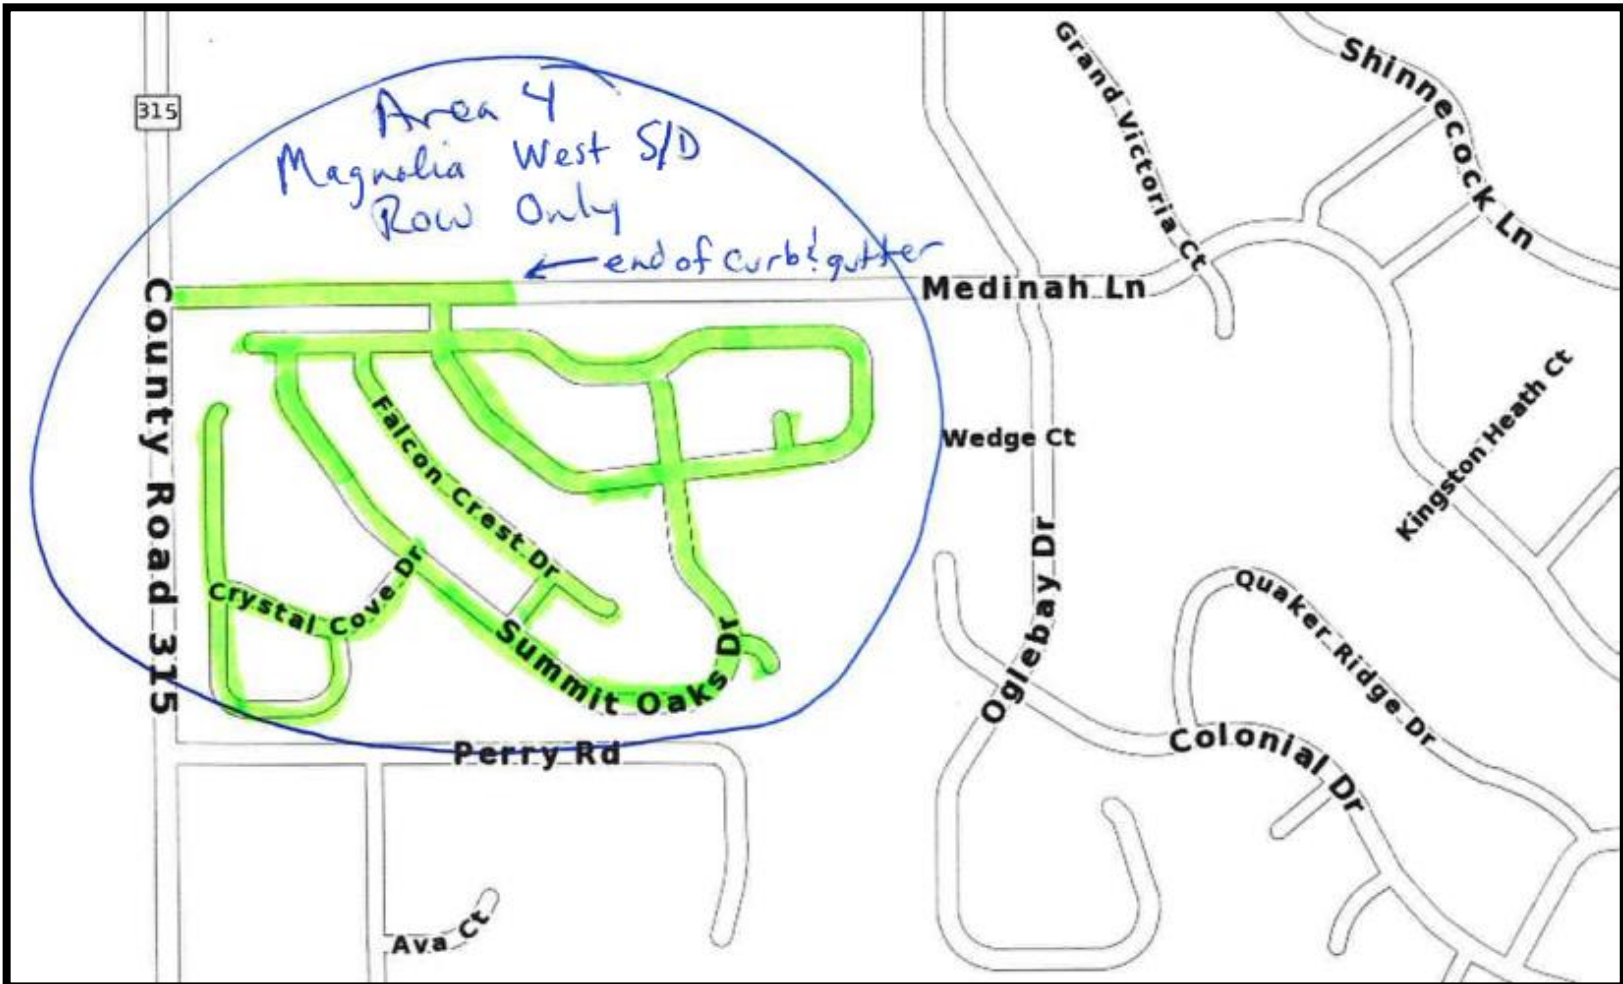 Area 4
Magnolia West S/D
Row Only
← end of curb & gutter
315
County Road 315
Medinah Ln
Grand Victoria Ct
Shinnecock Ln
Falcon Crest Dr
Wedge Ct
Kingston Heath Ct
Crystal Cove Dr
Summit Oaks Dr
Oglebay Dr
Quaker Ridge Dr
Colonial Dr
Perry Rd
Ava Ct